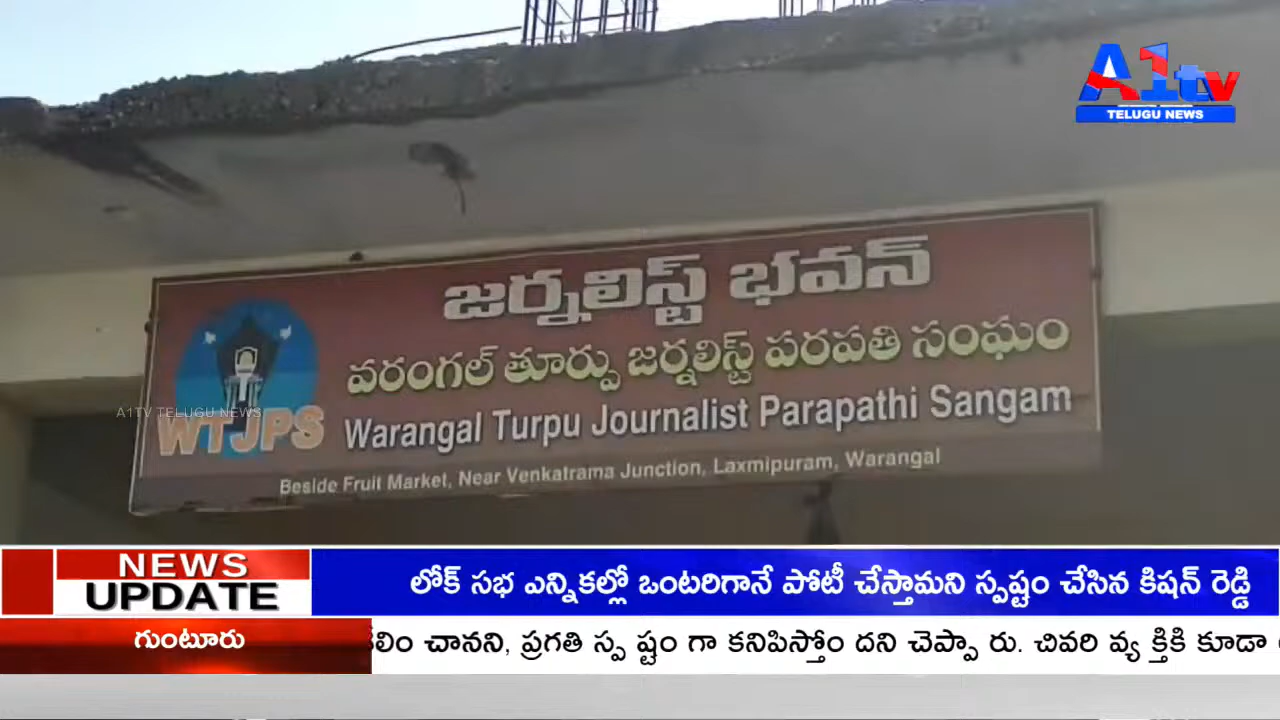 A1tv
TELUGU NEWS
జర్నలిస్ట్ భవన్
వరంగల్ తూర్పు జర్నలిస్ట్ పరపతి సంఘం
A1TV TELUGU NEWS
WTJPS
Warangal Turpu Journalist Parapathi Sangam
Beside Fruit Market, Near Venkatrama Junction, Laxmipuram, Warangal
NEWS
UPDATE
లోక్ సభ ఎన్నికల్లో ఒంటరిగానే పోటీ చేస్తామని స్పష్టం చేసిన కిషన్ రెడ్డి
గుంటూరు
చానని, ప్రగతి స్ప ష్టం గా కనిపిస్తోం దని చెప్పా రు. చివరి వ్య క్తికి కూడా